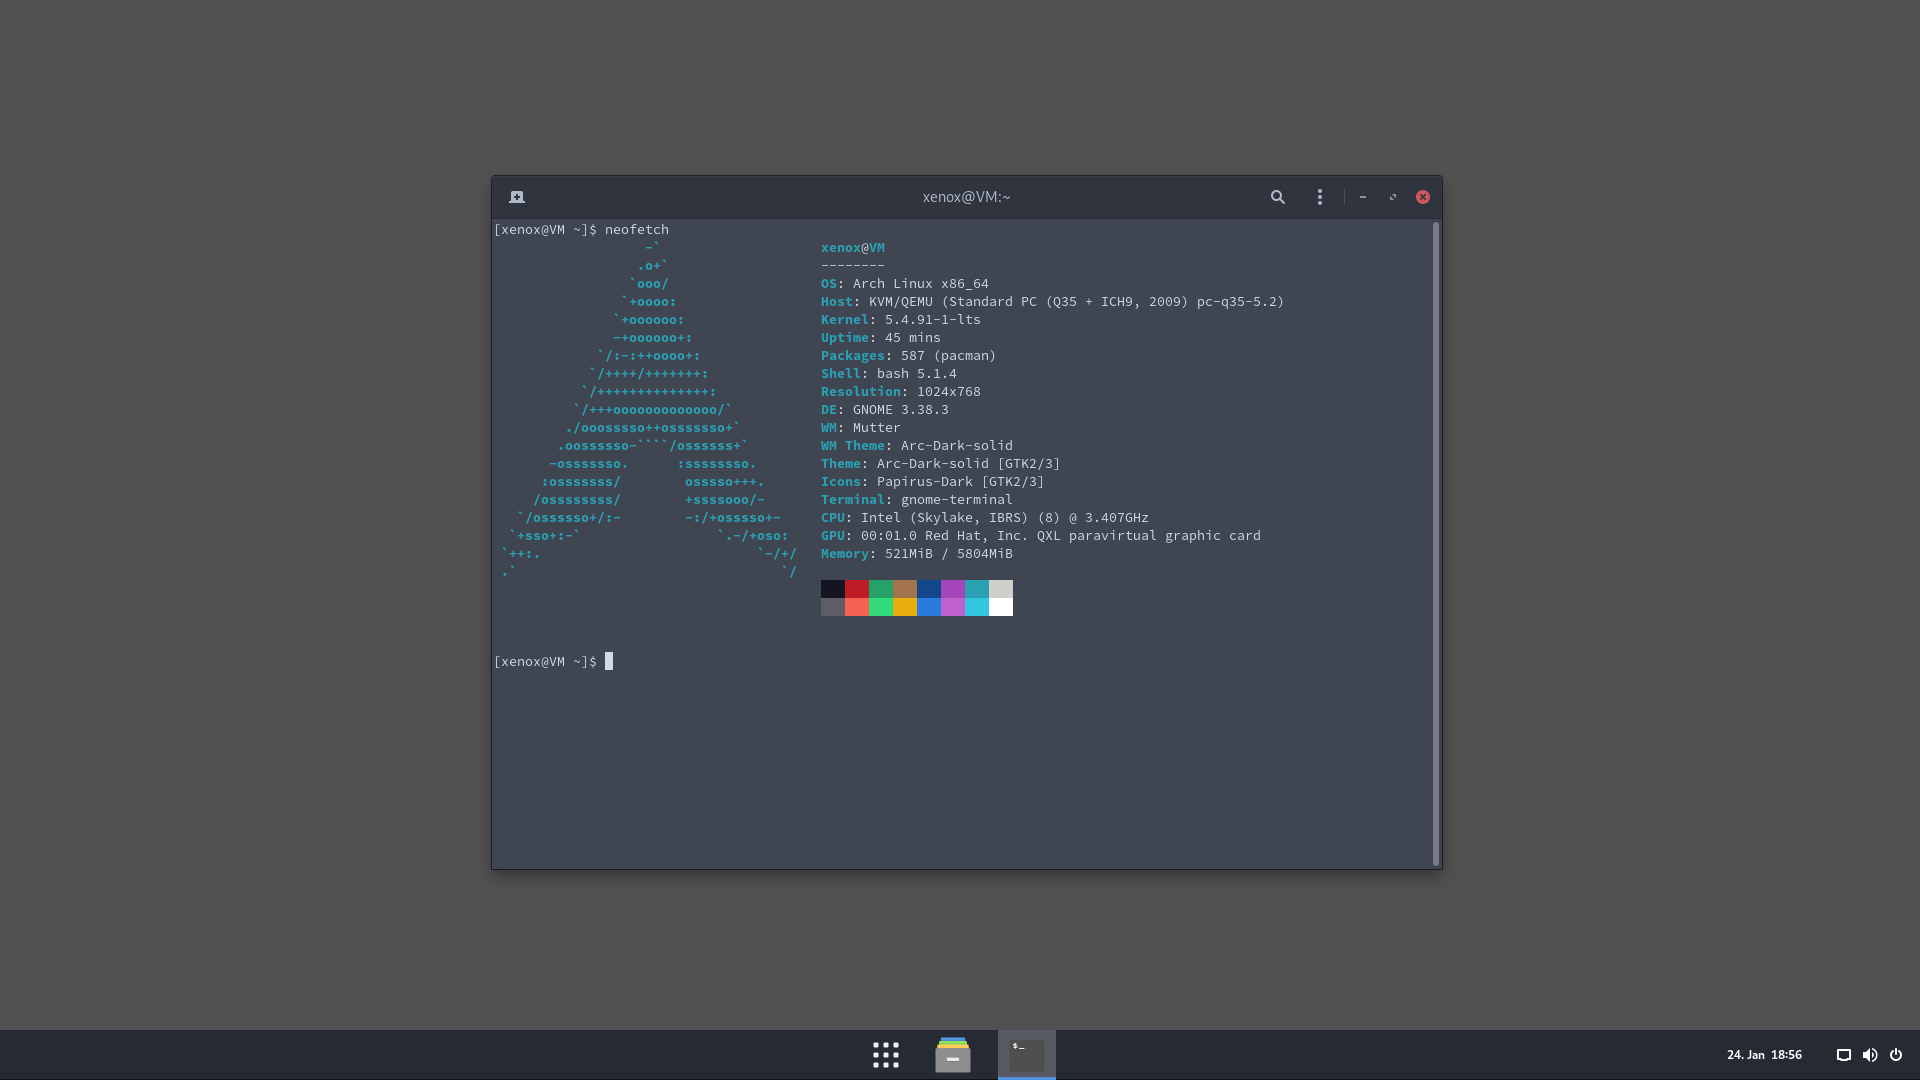 xenox@VM:~
[xenox@VM ~]$ neofetch
                   -`                    xenox@VM
                  .o+`                   --------
                 `ooo/                   OS: Arch Linux x86_64
                `+oooo:                  Host: KVM/QEMU (Standard PC (Q35 + ICH9, 2009) pc-q35-5.2)
               `+oooooo:                 Kernel: 5.4.91-1-lts
               -+oooooo+:                Uptime: 45 mins
             `/:-:++oooo+:               Packages: 587 (pacman)
            `/++++/+++++++:              Shell: bash 5.1.4
           `/++++++++++++++:             Resolution: 1024x768
          `/+++ooooooooooooo/`           DE: GNOME 3.38.3
         ./ooosssso++osssssso+`          WM: Mutter
        .oossssso-````/ossssss+`         WM Theme: Arc-Dark-solid
       -osssssso.      :ssssssso.        Theme: Arc-Dark-solid [GTK2/3]
      :osssssss/        osssso+++.       Icons: Papirus-Dark [GTK2/3]
     /ossssssss/        +ssssooo/-       Terminal: gnome-terminal
   `/ossssso+/:-        -:/+osssso+-     CPU: Intel (Skylake, IBRS) (8) @ 3.407GHz
  `+sso+:-`                 `.-/+oso:    GPU: 00:01.0 Red Hat, Inc. QXL paravirtual graphic card
 `++:.                           `-/+/   Memory: 521MiB / 5804MiB
 .`                                 `/
[xenox@VM ~]$
$_
24. Jan 18:56